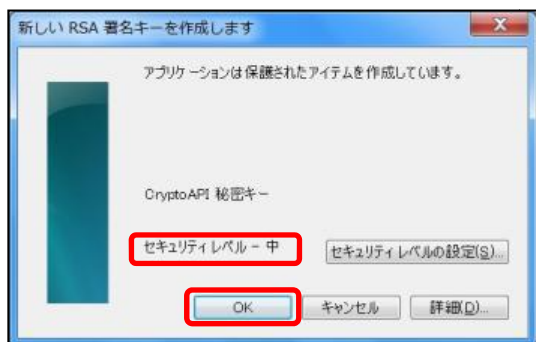 新しい RSA 署名キーを作成します
アプリケーションは保護されたアイテムを作成しています。
CryptoAPI 秘密キー
セキュリティ レベル - 中
セキュリティ レベルの設定(S)...
OK
キャンセル
詳細(D)...